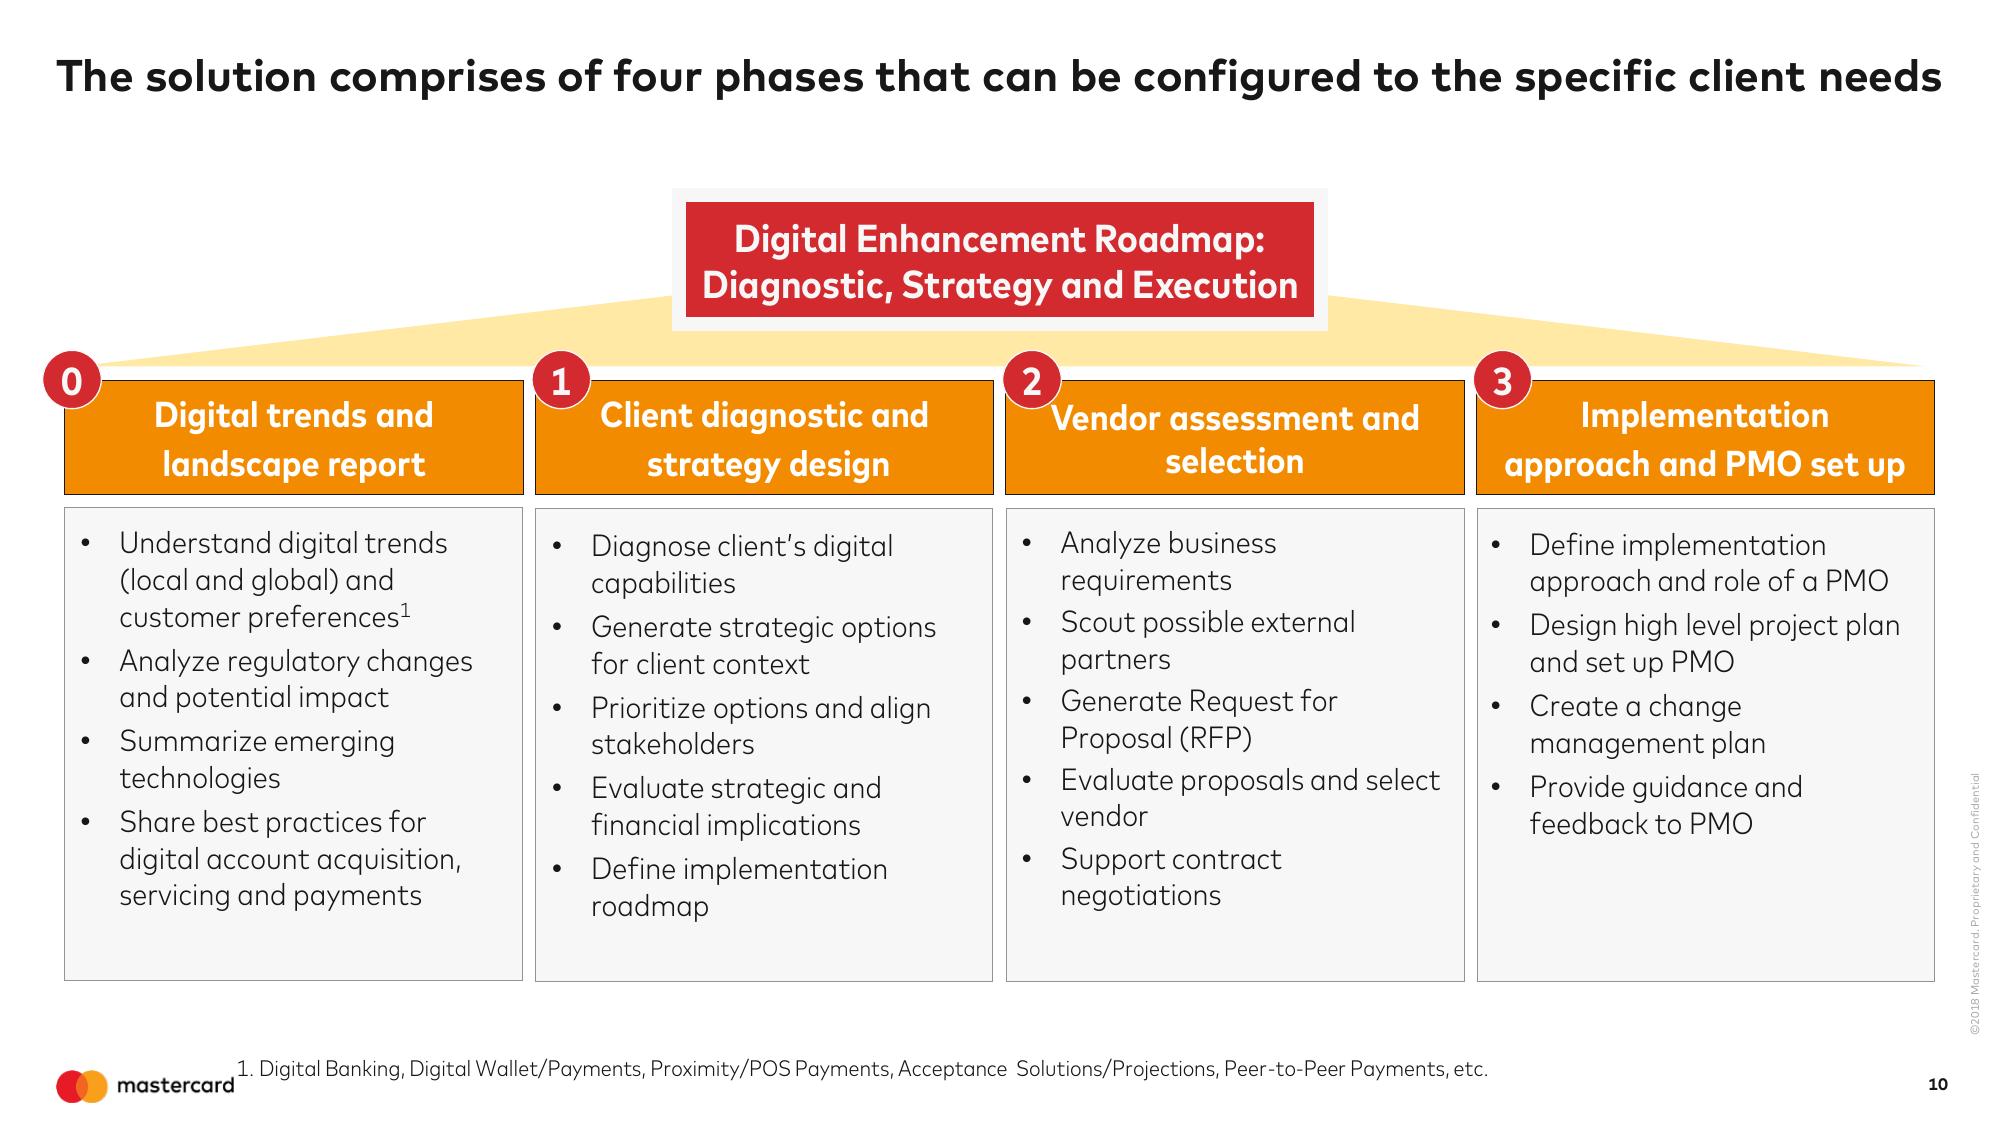 The solution comprises of four phases that can be configured to the specific client needs
Digital Enhancement Roadmap:
Diagnostic, Strategy and Execution
0
Digital trends and
landscape report
• Understand digital trends
(local and global) and
customer preferences1
• Analyze regulatory changes
and potential impact
• Summarize emerging
technologies
• Share best practices for
digital account acquisition,
servicing and payments
1
Client diagnostic and
strategy design
• Diagnose client’s digital
capabilities
• Generate strategic options
for client context
• Prioritize options and align
stakeholders
• Evaluate strategic and
financial implications
• Define implementation
roadmap
2
Vendor assessment and
selection
• Analyze business
requirements
• Scout possible external
partners
• Generate Request for
Proposal (RFP)
• Evaluate proposals and select
vendor
• Support contract
negotiations
3
Implementation
approach and PMO set up
• Define implementation
approach and role of a PMO
• Design high level project plan
and set up PMO
• Create a change
management plan
• Provide guidance and
feedback to PMO
©2018 Mastercard. Proprietary and Confidential
1. Digital Banking, Digital Wallet/Payments, Proximity/POS Payments, Acceptance Solutions/Projections, Peer-to-Peer Payments, etc.
mastercard
10